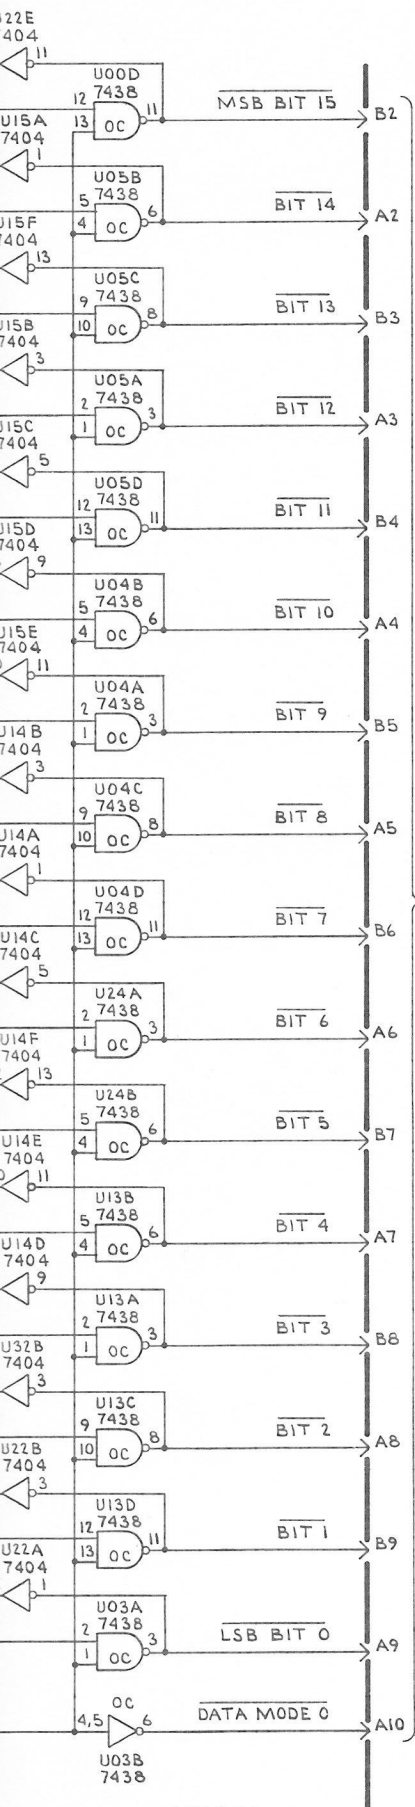 U22E
7404
11
U00D
7438
12
13
OC
11
MSB BIT 15
B2
U15A
7404
1
U05B
7438
5
4
OC
6
BIT 14
A2
U15F
7404
13
U05C
7438
9
10
OC
8
BIT 13
B3
U15B
7404
3
U05A
7438
2
1
OC
3
BIT 12
A3
U15C
7404
5
U05D
7438
12
13
OC
11
BIT 11
B4
U15D
7404
9
U04B
7438
5
4
OC
6
BIT 10
A4
U15E
7404
11
U04A
7438
2
1
OC
3
BIT 9
B5
U14B
7404
3
U04C
7438
9
10
OC
8
BIT 8
A5
U14A
7404
1
U04D
7438
12
13
OC
11
BIT 7
B6
U14C
7404
5
U24A
7438
2
1
OC
3
BIT 6
A6
U14F
7404
13
U24B
7438
5
4
OC
6
BIT 5
B7
U14E
7404
11
U13B
7438
5
4
OC
6
BIT 4
A7
U14D
7404
9
U13A
7438
2
1
OC
3
BIT 3
B8
U32B
7404
3
U13C
7438
9
10
OC
8
BIT 2
A8
U22B
7404
3
U13D
7438
12
13
OC
11
BIT 1
B9
U22A
7404
1
U03A
7438
2
1
OC
3
LSB BIT 0
A9
OC
4,5
6
DATA MODE 0
A10
U03B
7438